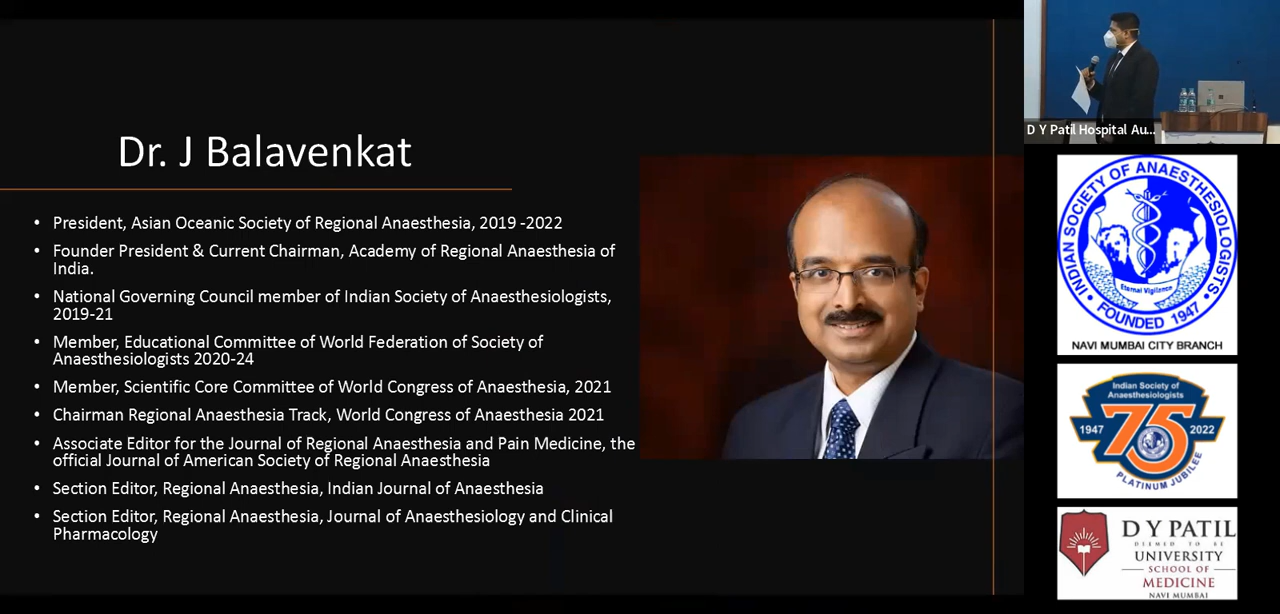 Dr. J Balavenkat
• President, Asian Oceanic Society of Regional Anaesthesia, 2019 -2022
• Founder President & Current Chairman, Academy of Regional Anaesthesia of
India.
• National Governing Council member of Indian Society of Anaesthesiologists,
2019-21
• Member, Educational Committee of World Federation of Society of
Anaesthesiologists 2020-24
• Member, Scientific Core Committee of World Congress of Anaesthesia, 2021
• Chairman Regional Anaesthesia Track, World Congress of Anaesthesia 2021
• Associate Editor for the Journal of Regional Anaesthesia and Pain Medicine, the
official Journal of American Society of Regional Anaesthesia
• Section Editor, Regional Anaesthesia, Indian Journal of Anaesthesia
• Section Editor, Regional Anaesthesia, Journal of Anaesthesiology and Clinical
Pharmacology
D Y Patil Hospital Au...
INDIAN SOCIETY OF ANAESTHESIOLOGISTS
Eternal Vigilance
• FOUNDED 1947 •
NAVI MUMBAI CITY BRANCH
Indian Society of
Anaesthesiologists
1947 75 2022
PLATINUM JUBILEE
D Y PATIL
DEEMED TO BE
UNIVERSITY
SCHOOL OF
MEDICINE
NAVI MUMBAI